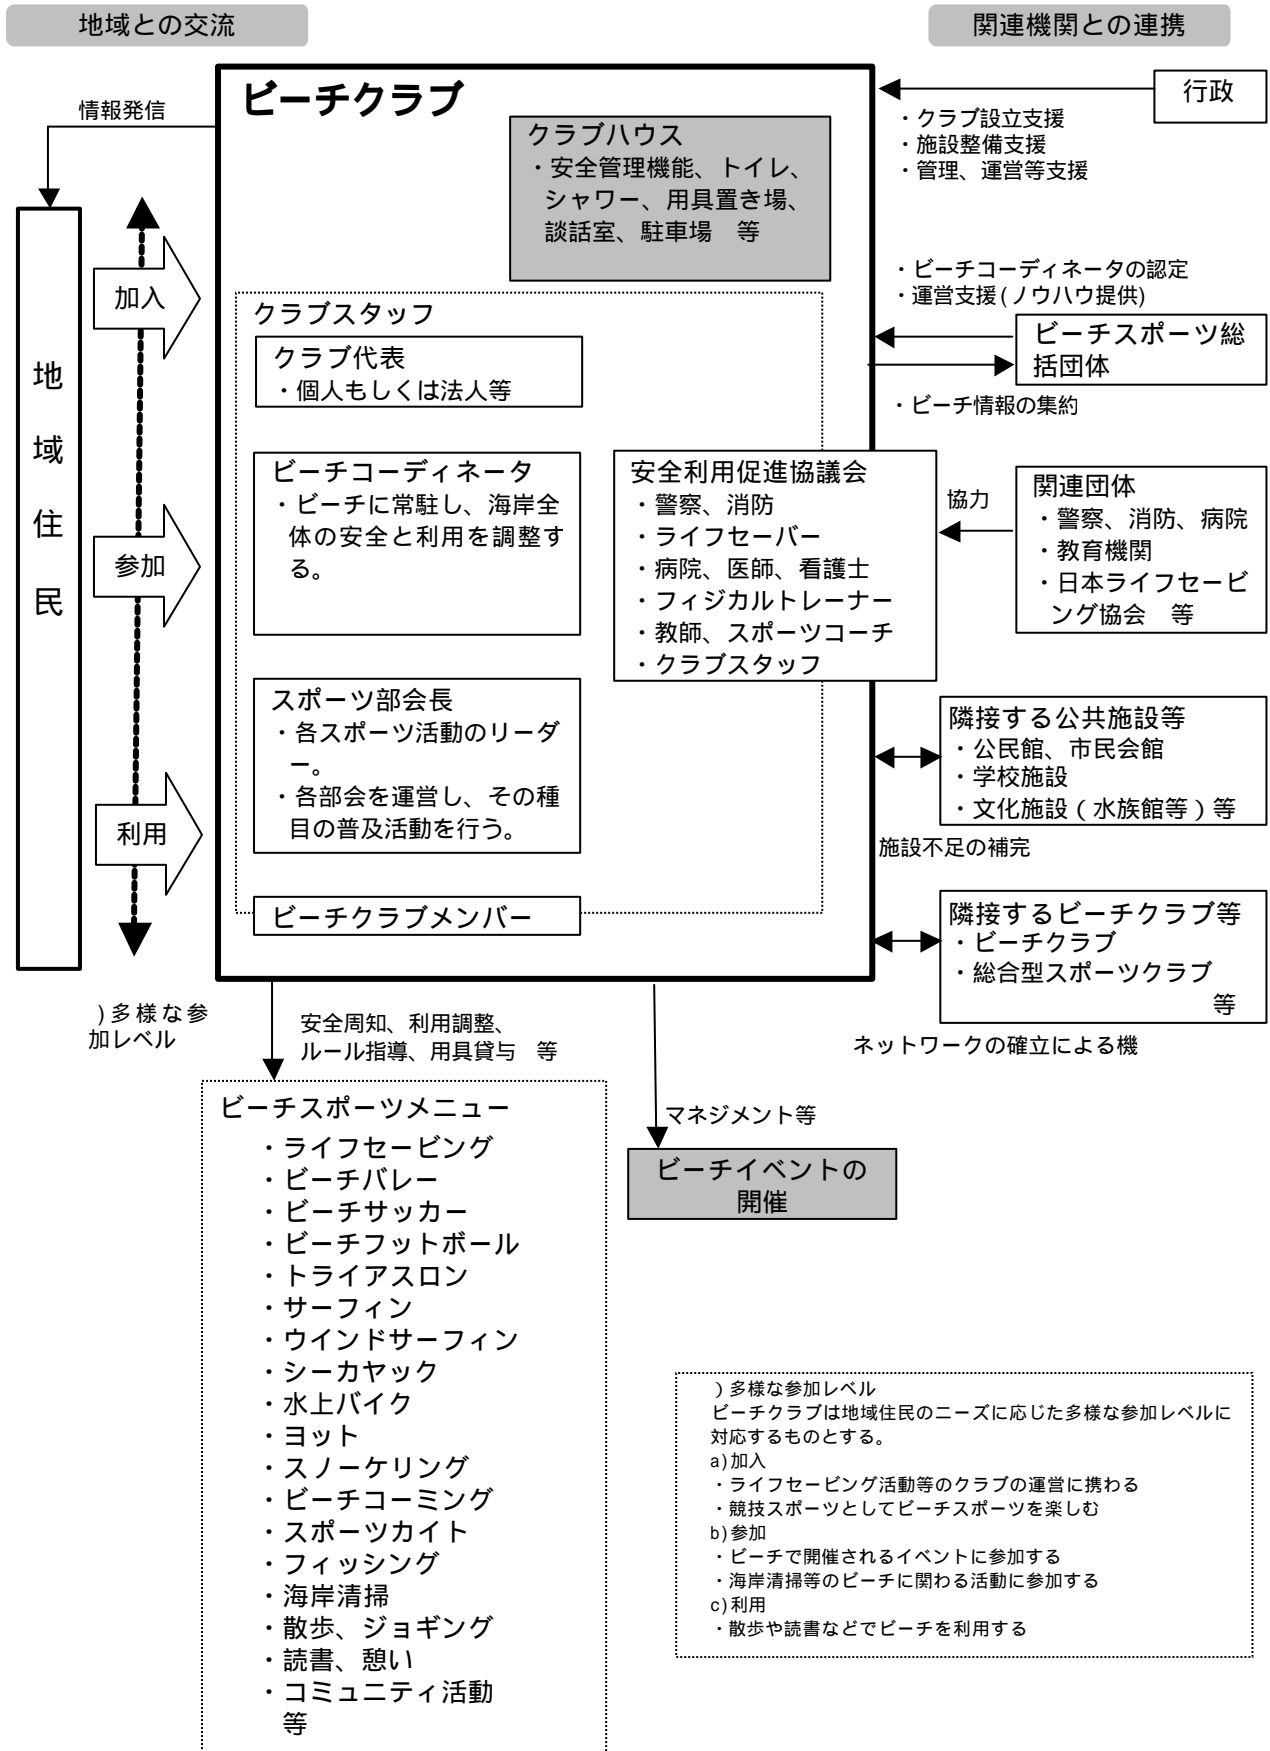 地域との交流
関連機関との連携
ビーチクラブ
行政
情報発信
・クラブ設立支援
・施設整備支援
・管理、運営等支援
クラブハウス
・安全管理機能、トイレ、
シャワー、用具置き場、
談話室、駐車場　等
地域住民
加入
参加
利用
)多様な参
加レベル
クラブスタッフ
クラブ代表
・個人もしくは法人等
ビーチコーディネータ
・ビーチに常駐し、海岸全
体の安全と利用を調整す
る。
スポーツ部会長
・各スポーツ活動のリーダ
ー。
・各部会を運営し、その種
目の普及活動を行う。
ビーチクラブメンバー
・ビーチコーディネータの認定
・運営支援(ノウハウ提供)
ビーチスポーツ総
括団体
・ビーチ情報の集約
安全利用促進協議会
・警察、消防
・ライフセーバー
・病院、医師、看護士
・フィジカルトレーナー
・教師、スポーツコーチ
・クラブスタッフ
協力
関連団体
・警察、消防、病院
・教育機関
・日本ライフセービ
ング協会　等
隣接する公共施設等
・公民館、市民会館
・学校施設
・文化施設（水族館等）等
施設不足の補完
隣接するビーチクラブ等
・ビーチクラブ
・総合型スポーツクラブ
等
ネットワークの確立による機
安全周知、利用調整、
ルール指導、用具貸与　等
ビーチスポーツメニュー
・ライフセービング
・ビーチバレー
・ビーチサッカー
・ビーチフットボール
・トライアスロン
・サーフィン
・ウインドサーフィン
・シーカヤック
・水上バイク
・ヨット
・スノーケリング
・ビーチコーミング
・スポーツカイト
・フィッシング
・海岸清掃
・散歩、ジョギング
・読書、憩い
・コミュニティ活動
等
マネジメント等
ビーチイベントの
開催
）多様な参加レベル
ビーチクラブは地域住民のニーズに応じた多様な参加レベルに
対応するものとする。
a)加入
・ライフセービング活動等のクラブの運営に携わる
・競技スポーツとしてビーチスポーツを楽しむ
b)参加
・ビーチで開催されるイベントに参加する
・海岸清掃等のビーチに関わる活動に参加する
c)利用
・散歩や読書などでビーチを利用する